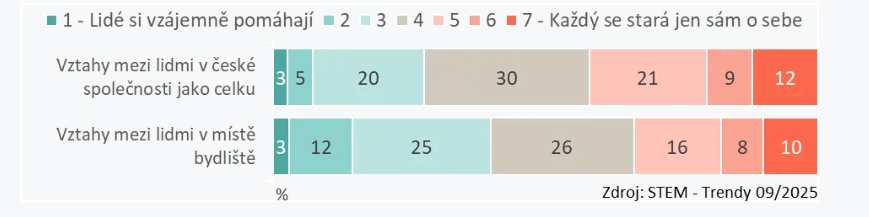 1 - Lidé si vzájemně pomáhají 2 3 4 5 6 7 - Každý se stará jen sám o sebe
Vztahy mezi lidmi v české
společnosti jako celku
3 5 20 30 21 9 12
Vztahy mezi lidmi v místě
bydliště
3 12 25 26 16 8 10
%
Zdroj: STEM - Trendy 09/2025